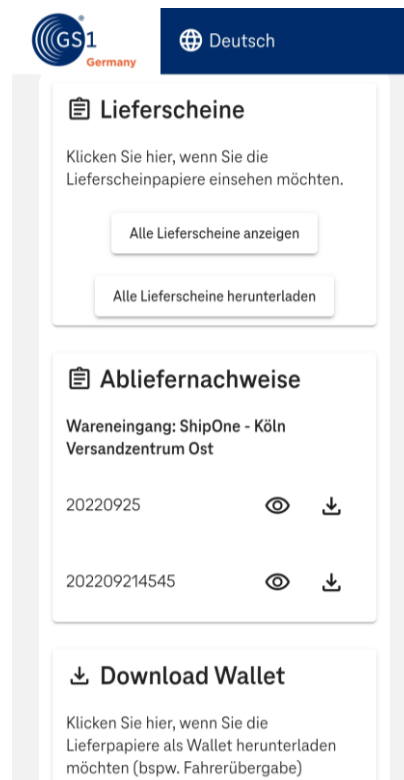 GS1
Germany
Deutsch
Lieferscheine
Klicken Sie hier, wenn Sie die
Lieferscheinpapiere einsehen möchten.
Alle Lieferscheine anzeigen
Alle Lieferscheine herunterladen
Abliefernachweise
Wareneingang: ShipOne - Köln
Versandzentrum Ost
20220925
202209214545
Download Wallet
Klicken Sie hier, wenn Sie die
Lieferpapiere als Wallet herunterladen
möchten (bspw. Fahrerübergabe)